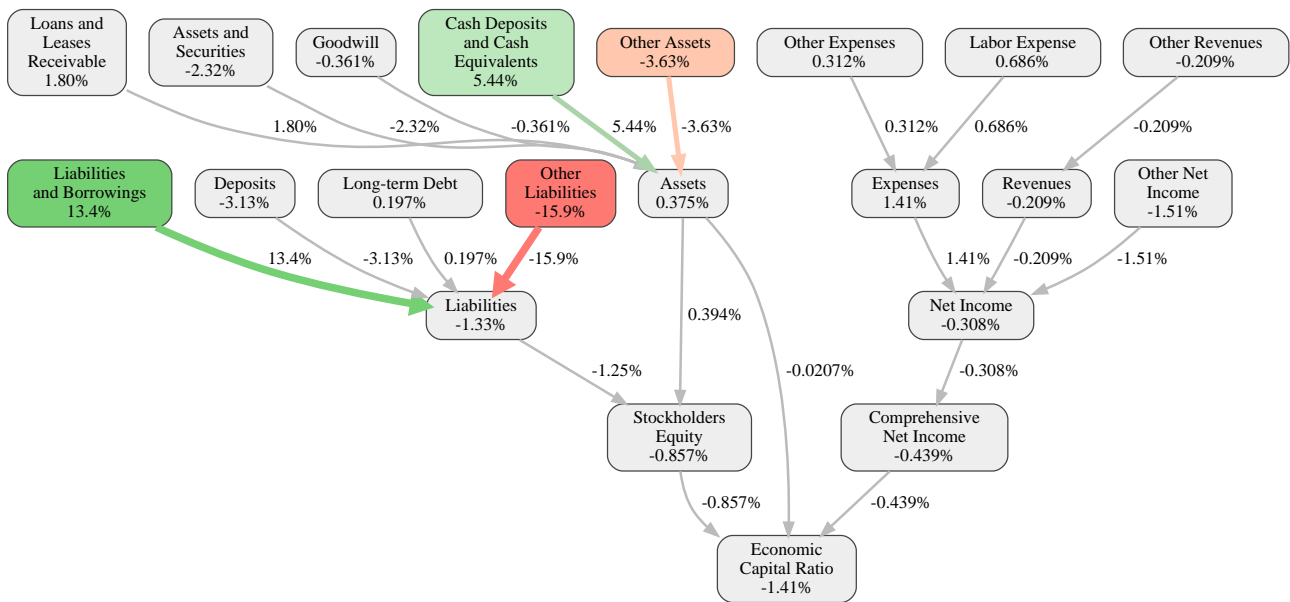 Loans and
Leases
Receivable
1.80%
Assets and
Securities
-2.32%
Goodwill
-0.361%
Cash Deposits
and Cash
Equivalents
5.44%
Other Assets
-3.63%
Other Expenses
0.312%
Labor Expense
0.686%
Other Revenues
-0.209%
1.80%
-2.32%
-0.361%
5.44%
-3.63%
0.312%
0.686%
-0.209%
Liabilities
and Borrowings
13.4%
Deposits
-3.13%
Long-term Debt
0.197%
Other
Liabilities
-15.9%
Assets
0.375%
Expenses
1.41%
Revenues
-0.209%
Other Net
Income
-1.51%
13.4%
-3.13%
0.197%
-15.9%
1.41%
-0.209%
-1.51%
Liabilities
-1.33%
0.394%
Net Income
-0.308%
-1.25%
-0.0207%
-0.308%
Stockholders
Equity
-0.857%
Comprehensive
Net Income
-0.439%
-0.857%
-0.439%
Economic
Capital Ratio
-1.41%